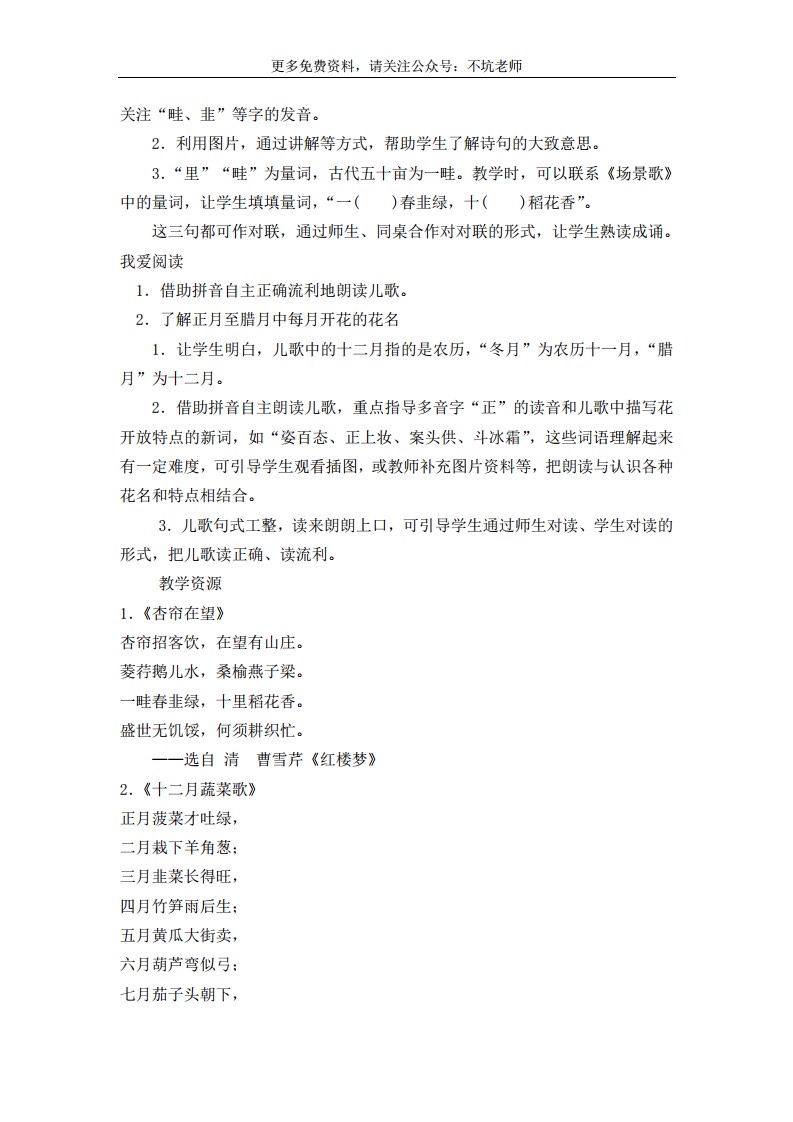 更多免费资料，请关注公众号：不坑老师
关注“畦、韭”等字的发音。
2．利用图片，通过讲解等方式，帮助学生了解诗句的大致意思。
3.“里”“畦”为量词，古代五十亩为一畦。教学时，可以联系《场景歌》
中的量词，让学生填填量词，“一(　　)春韭绿，十(　　)稻花香”。
这三句都可作对联，通过师生、同桌合作对对联的形式，让学生熟读成诵。
我爱阅读
1．借助拼音自主正确流利地朗读儿歌。
2．了解正月至腊月中每月开花的花名
1．让学生明白，儿歌中的十二月指的是农历，“冬月”为农历十一月，“腊
月”为十二月。
2．借助拼音自主朗读儿歌，重点指导多音字“正”的读音和儿歌中描写花
开放特点的新词，如“姿百态、正上妆、案头供、斗冰霜”，这些词语理解起来
有一定难度，可引导学生观看插图，或教师补充图片资料等，把朗读与认识各种
花名和特点相结合。
3．儿歌句式工整，读来朗朗上口，可引导学生通过师生对读、学生对读的
形式，把儿歌读正确、读流利。
教学资源
1.《杏帘在望》
杏帘招客饮，在望有山庄。
菱荇鹅儿水，桑榆燕子梁。
一畦春韭绿，十里稻花香。
盛世无饥馁，何须耕织忙。
——选自 清　曹雪芹《红楼梦》
2.《十二月蔬菜歌》
正月菠菜才吐绿，
二月栽下羊角葱；
三月韭菜长得旺，
四月竹笋雨后生；
五月黄瓜大街卖，
六月葫芦弯似弓；
七月茄子头朝下，